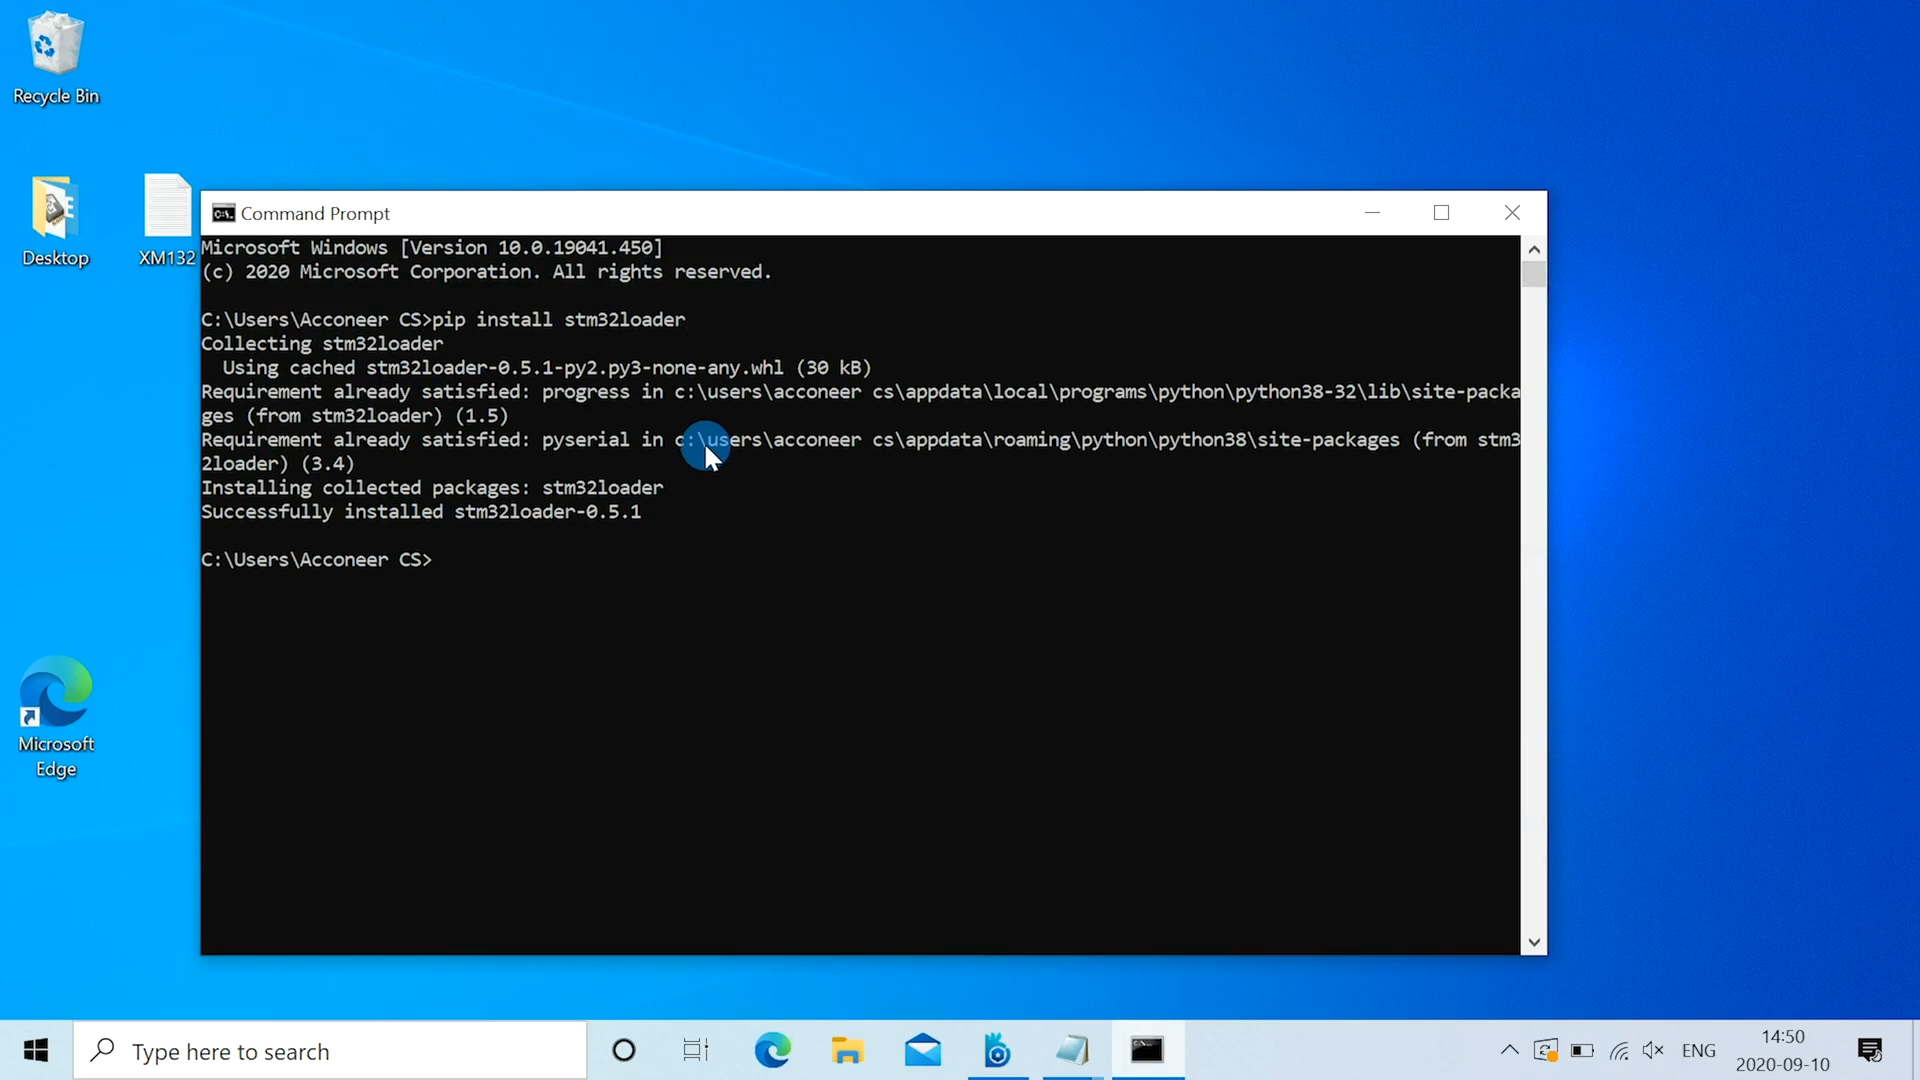 Recycle Bin
Desktop
XM132
Command Prompt
Microsoft Windows [Version 10.0.19041.450]
(c) 2020 Microsoft Corporation. All rights reserved.
C:\Users\Acconeer CS>pip install stm32loader
Collecting stm32loader
Using cached stm32loader-0.5.1-py2.py3-none-any.whl (30 kB)
Requirement already satisfied: progress in c:\users\acconeer cs\appdata\local\programs\python\python38-32\lib\site-packa
ges (from stm32loader) (1.5)
Requirement already satisfied: pyserial in c:\users\acconeer cs\appdata\roaming\python\python38\site-packages (from stm3
2loader) (3.4)
Installing collected packages: stm32loader
Successfully installed stm32loader-0.5.1
C:\Users\Acconeer CS>
Microsoft
Edge
Type here to search
ENG
14:50
2020-09-10